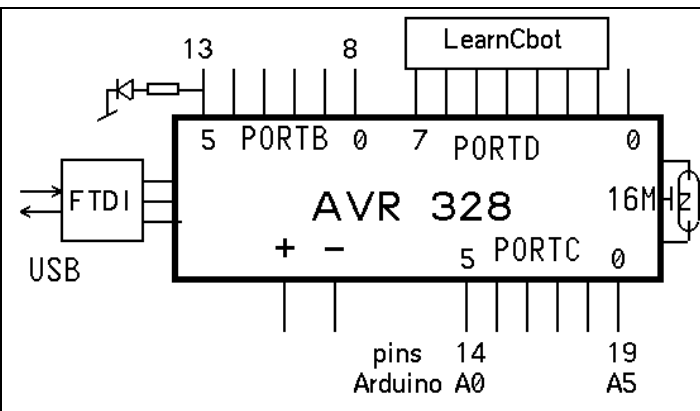 13 8 LearnCbot
5 PORTB 0 7 PORTD 0
FTDI AVR 328 16MHz
USB + − 5 PORTC 0
pins 14 19
Arduino A0 A5